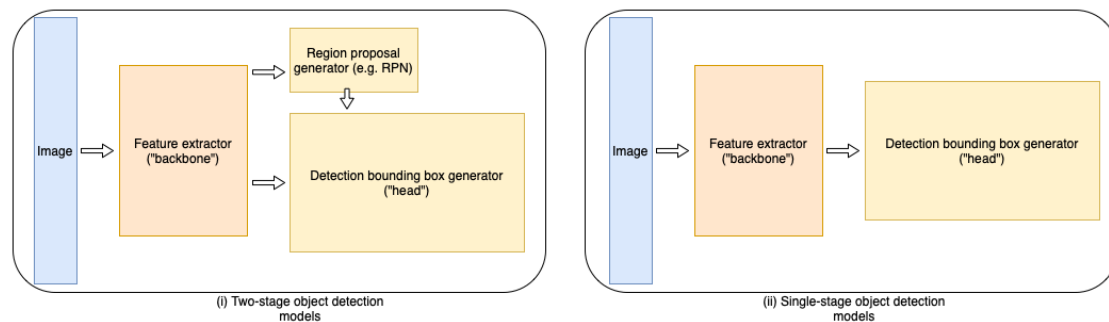 Region proposal
generator (e.g. RPN)
Image
Feature extractor
("backbone")
Detection bounding box generator
("head")
(i) Two-stage object detection
models
Image
Feature extractor
("backbone")
Detection bounding box generator
("head")
(ii) Single-stage object detection
models